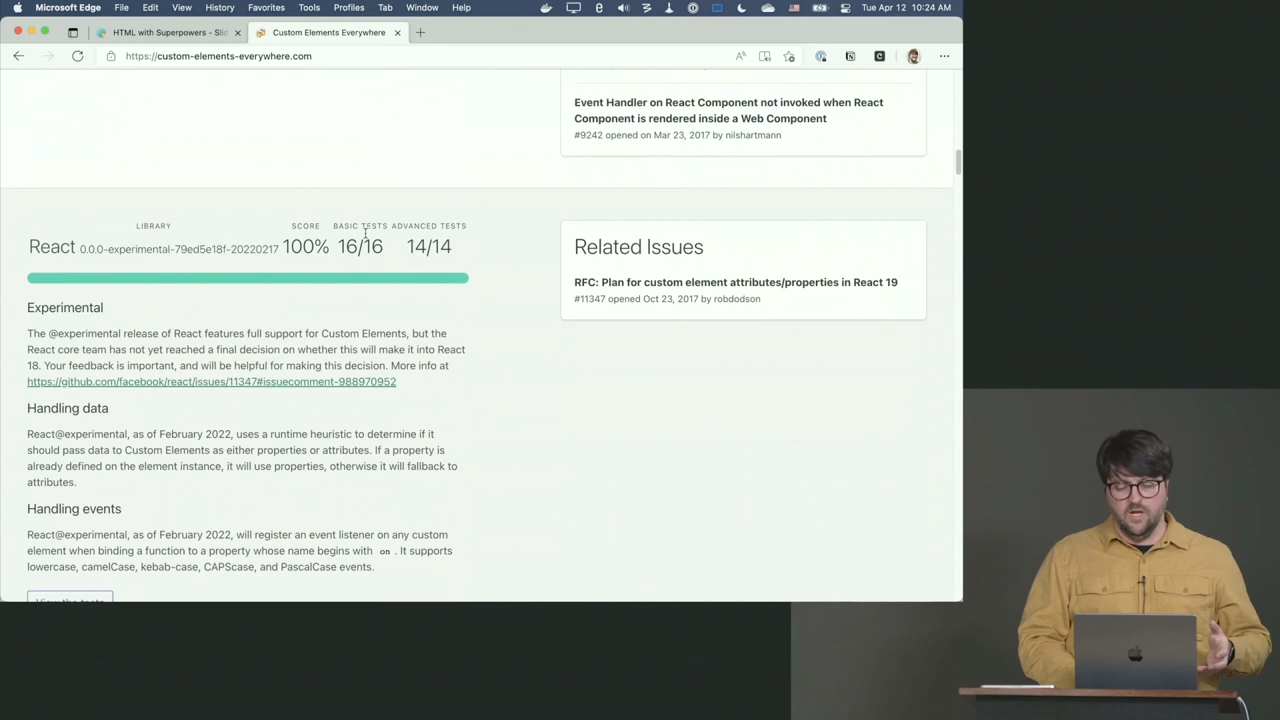 Microsoft Edge File Edit View History Favorites Tools Profiles Tab Window Help Tue Apr 12 10:24 AM
HTML with Superpowers - Slid
Custom Elements Everywhere
https://custom-elements-everywhere.com
Event Handler on React Component not invoked when React
Component is rendered inside a Web Component
#9242 opened on Mar 23, 2017 by nilshartmann
LIBRARY SCORE BASIC TESTS ADVANCED TESTS
React 0.0.0-experimental-79ed5e18f-20220217 100% 16/16 14/14
Experimental
The @experimental release of React features full support for Custom Elements, but the
React core team has not yet reached a final decision on whether this will make it into React
18. Your feedback is important, and will be helpful for making this decision. More info at
https://github.com/facebook/react/issues/11347#issuecomment-988970952
Handling data
React@experimental, as of February 2022, uses a runtime heuristic to determine if it
should pass data to Custom Elements as either properties or attributes. If a property is
already defined on the element instance, it will use properties, otherwise it will fallback to
attributes.
Handling events
React@experimental, as of February 2022, will register an event listener on any custom
element when binding a function to a property whose name begins with on . It supports
lowercase, camelCase, kebab-case, CAPScase, and PascalCase events.
View the tests
Related Issues
RFC: Plan for custom element attributes/properties in React 19
#11347 opened Oct 23, 2017 by robdodson